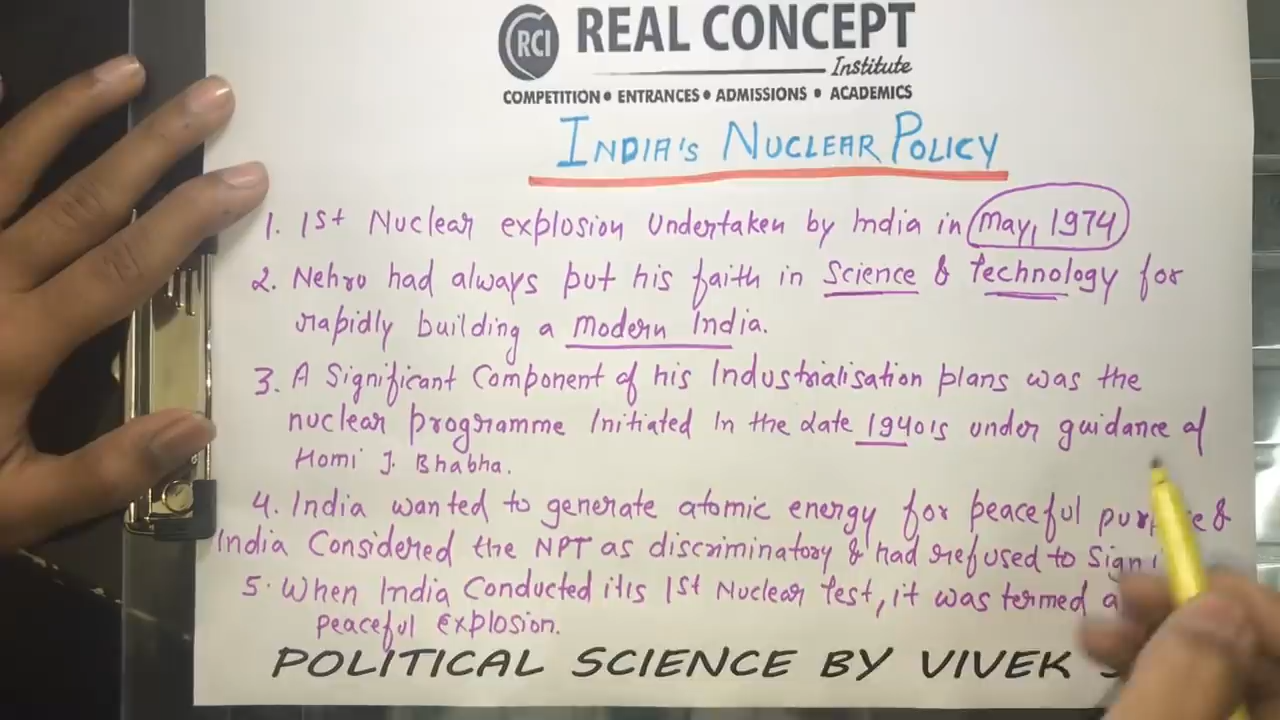 RCI REAL CONCEPT
Institute
COMPETITION • ENTRANCES • ADMISSIONS • ACADEMICS
INDIA'S NUCLEAR POLICY
1. 1st Nuclear explosion Undertaken by India in May, 1974
2. Nehru had always put his faith in Science & Technology for
rapidly building a Modern India.
3. A Significant Component of his Industrialisation plans was the
nuclear programme Initiated In the late 1940is under guidance of
Homi J. Bhabha.
4. India wanted to generate atomic energy for peaceful &
India Considered the NPT as discriminatory & had refused to Sign
5. When India Conducted it's 1st Nuclear Test, it was termed
peaceful Explosion.
POLITICAL SCIENCE BY VIVEK